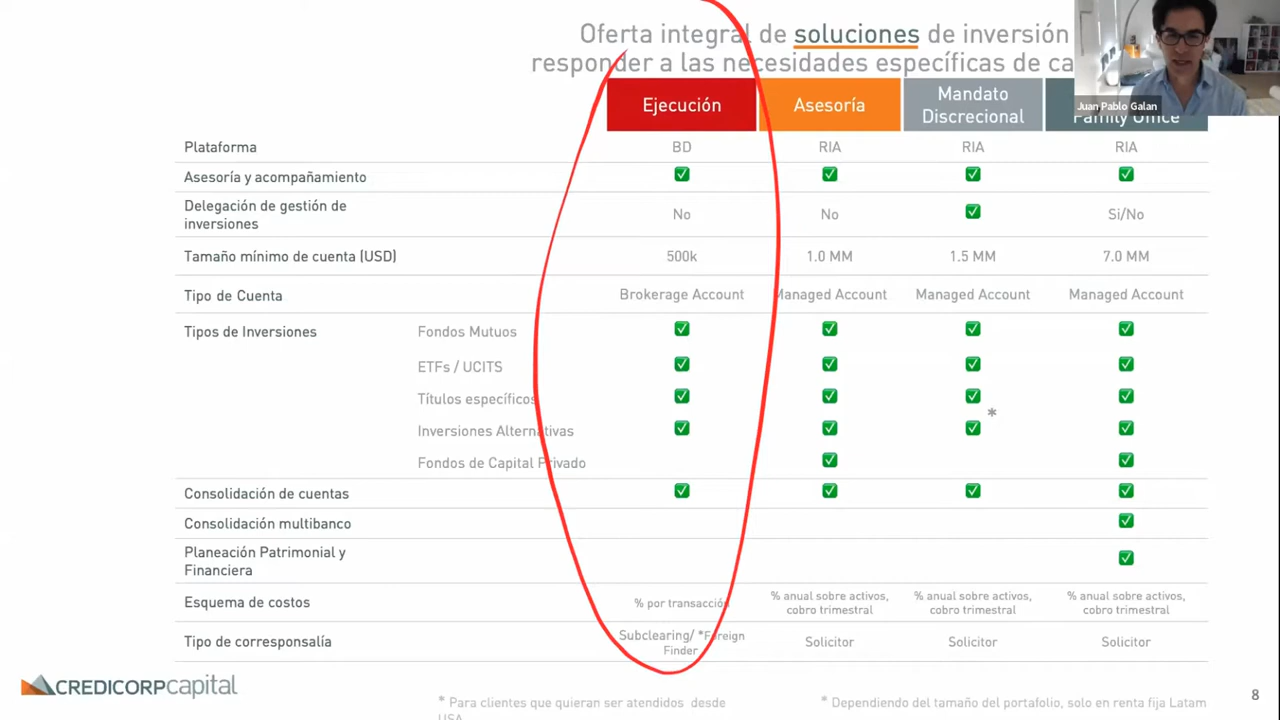 Oferta integral de soluciones de inversión
responder a las necesidades específicas de ca
Juan Pablo Galan
Ejecución Asesoría Mandato Discrecional Family Office
Plataforma BD RIA RIA RIA
Asesoría y acompañamiento ✅ ✅ ✅ ✅
Delegación de gestión de inversiones No No ✅ Si/No
Tamaño mínimo de cuenta (USD) 500k 1.0 MM 1.5 MM 7.0 MM
Tipo de Cuenta Brokerage Account Managed Account Managed Account Managed Account
Tipos de Inversiones Fondos Mutuos ✅ ✅ ✅ ✅
ETFs / UCITS ✅ ✅ ✅ ✅
Títulos específicos ✅ ✅ ✅ ✅
*
Inversiones Alternativas ✅ ✅ ✅ ✅
Fondos de Capital Privado ✅ ✅
Consolidación de cuentas ✅ ✅ ✅ ✅
Consolidación multibanco ✅
Planeación Patrimonial y Financiera ✅
Esquema de costos % por transacción % anual sobre activos, cobro trimestral % anual sobre activos, cobro trimestral % anual sobre activos, cobro trimestral
Tipo de corresponsalía Subclearing/ *Foreign Finder Solicitor Solicitor Solicitor
CREDICORPcapital
* Para clientes que quieran ser atendidos desde USA
* Dependiendo del tamaño del portafolio, solo en renta fija Latam
8